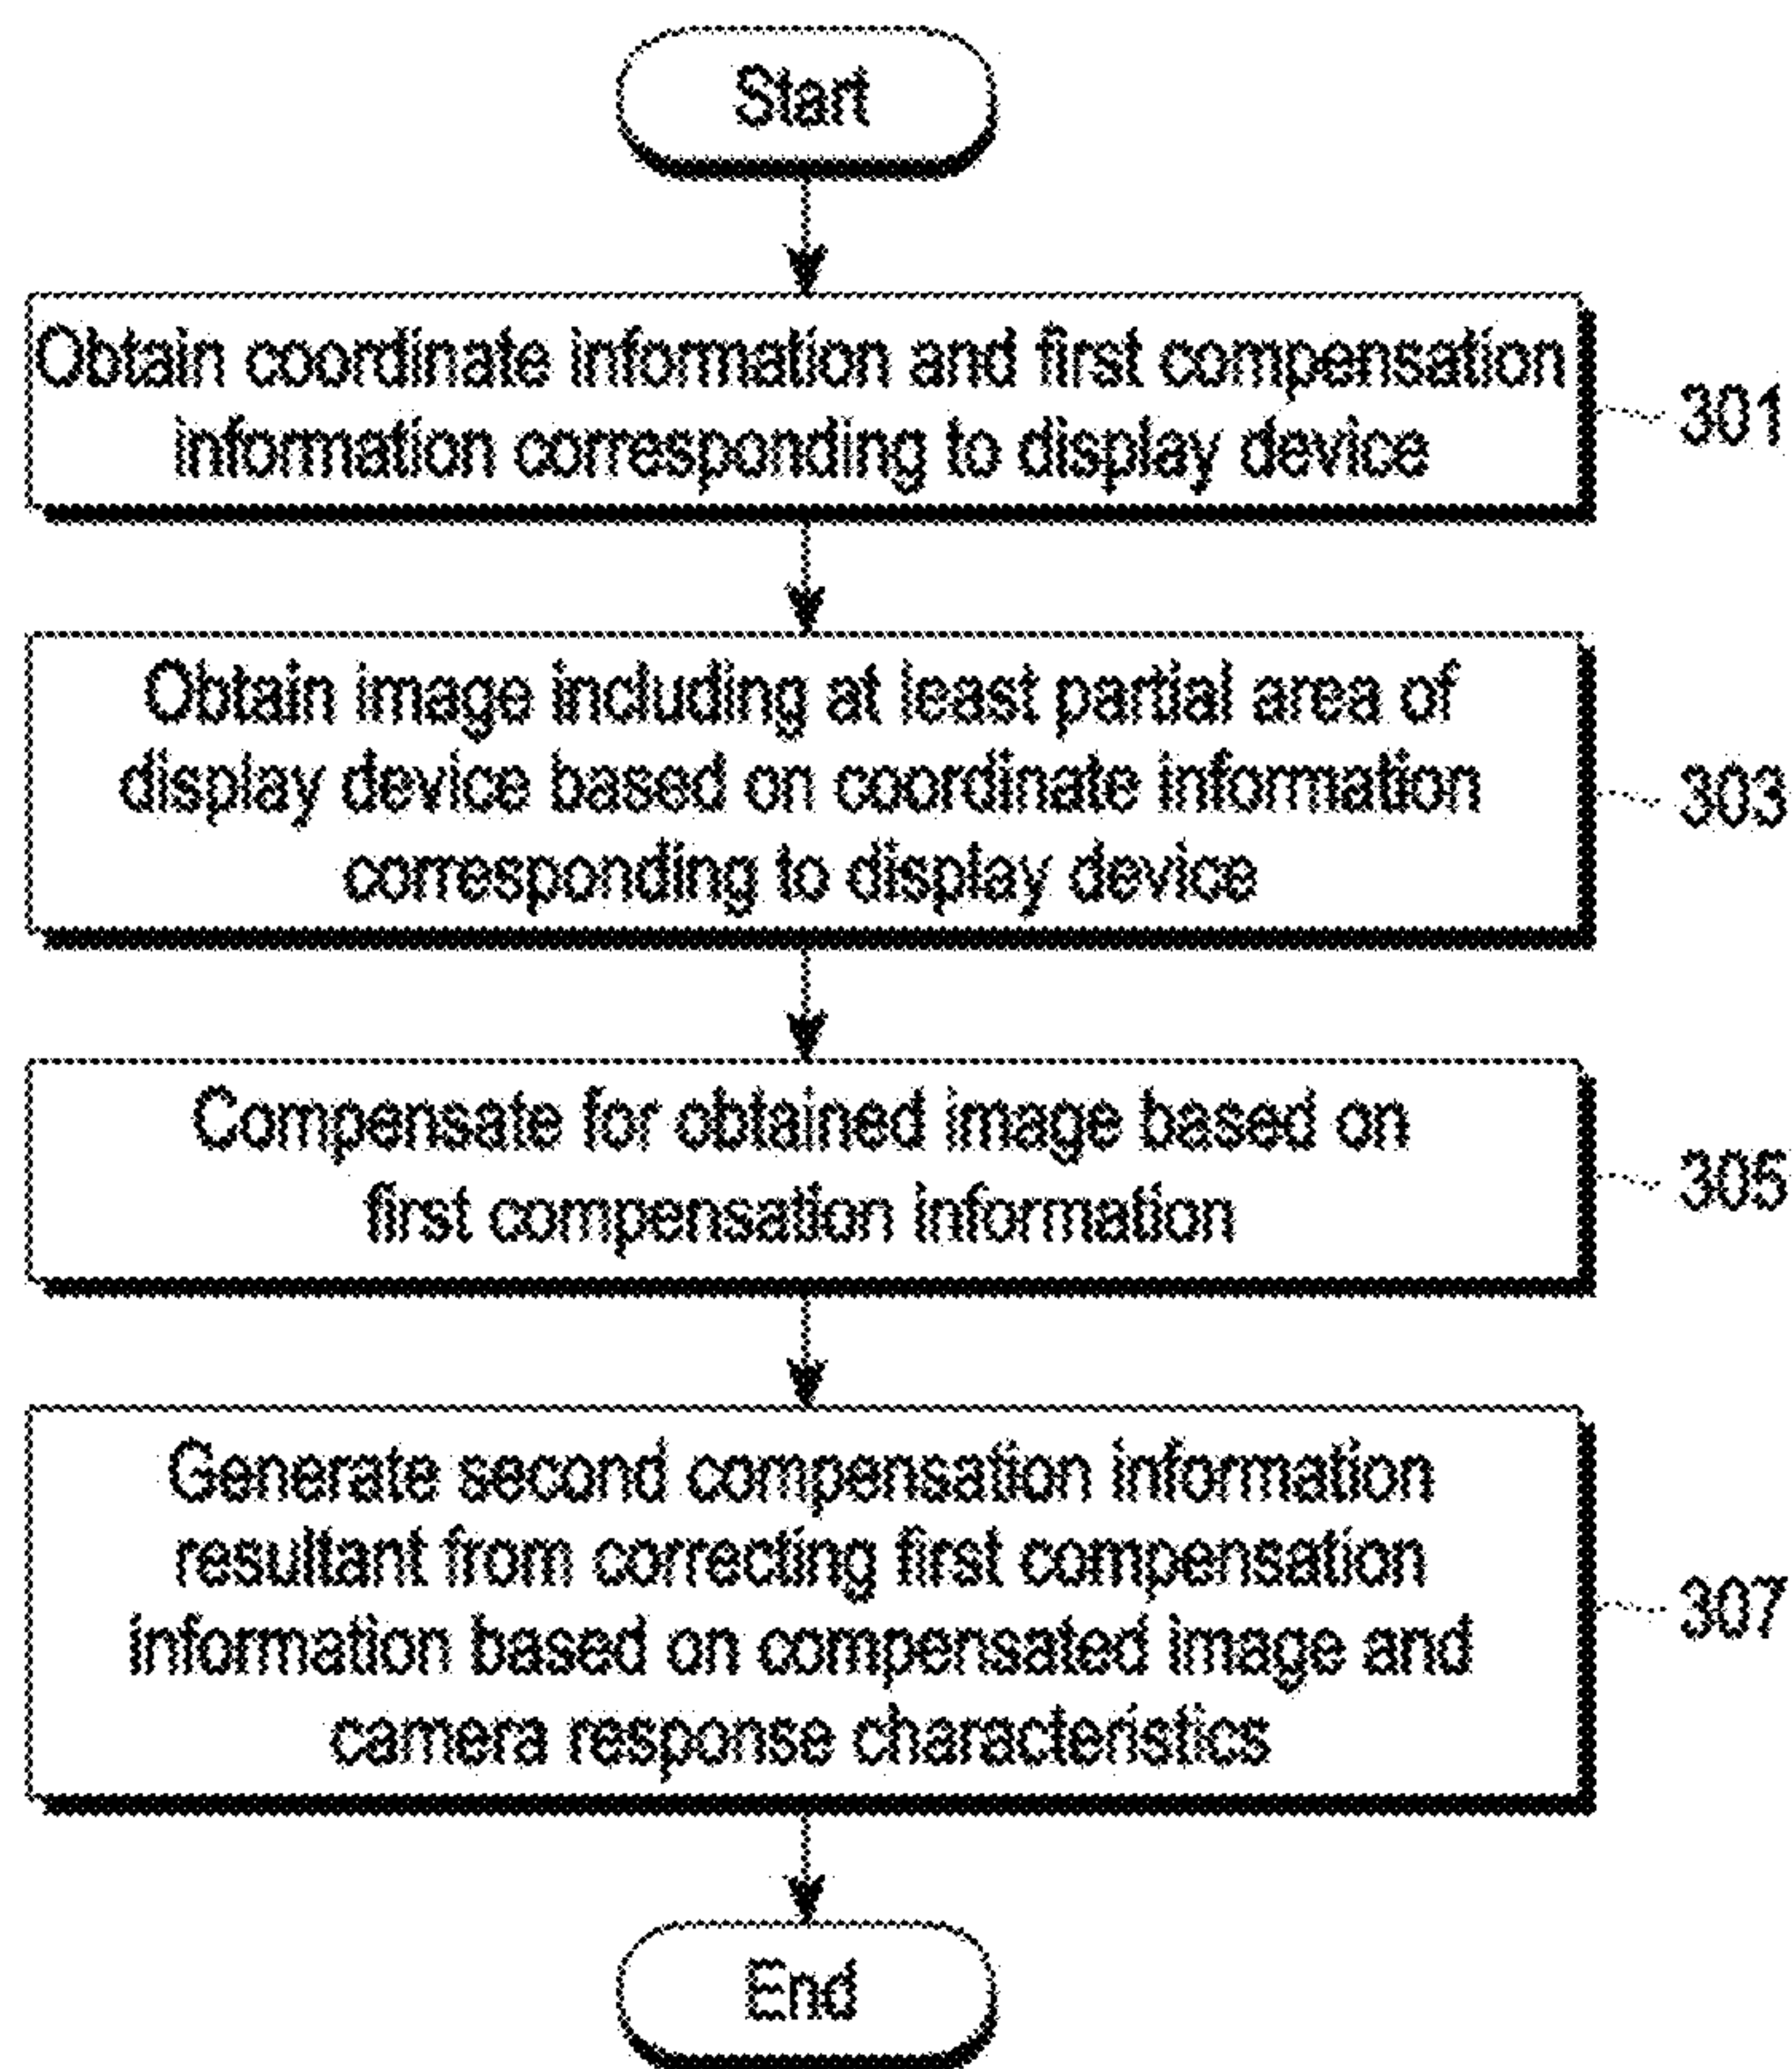 Start
Obtain coordinate information and first compensation
information corresponding to display device
301
Obtain image including at least partial area of
display device based on coordinate information
corresponding to display device
303
Compensate for obtained image based on
first compensation information
305
Generate second compensation information
resultant from correcting first compensation
information based on compensated image and
camera response characteristics
307
End